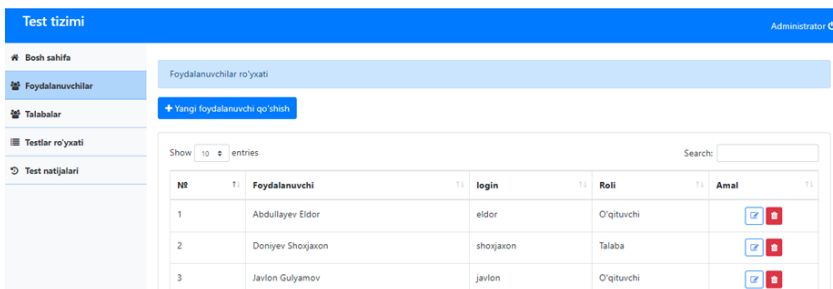 Test tizimi
Administrator
Bosh sahifa
Foydalanuvchilar
Talabalar
Testlar ro'yxati
Test natijalari
Foydalanuvchilar ro'yxati
+ Yangi foydalanuvchi qo'shish
Show 10 entries
Search:
№ Foydalanuvchi login Roli Amal
1 Abdullayev Eldor eldor O'qituvchi
2 Doniyev Shoxjaxon shoxjaxon Talaba
3 Javlon Gulyamov javlon O'qituvchi